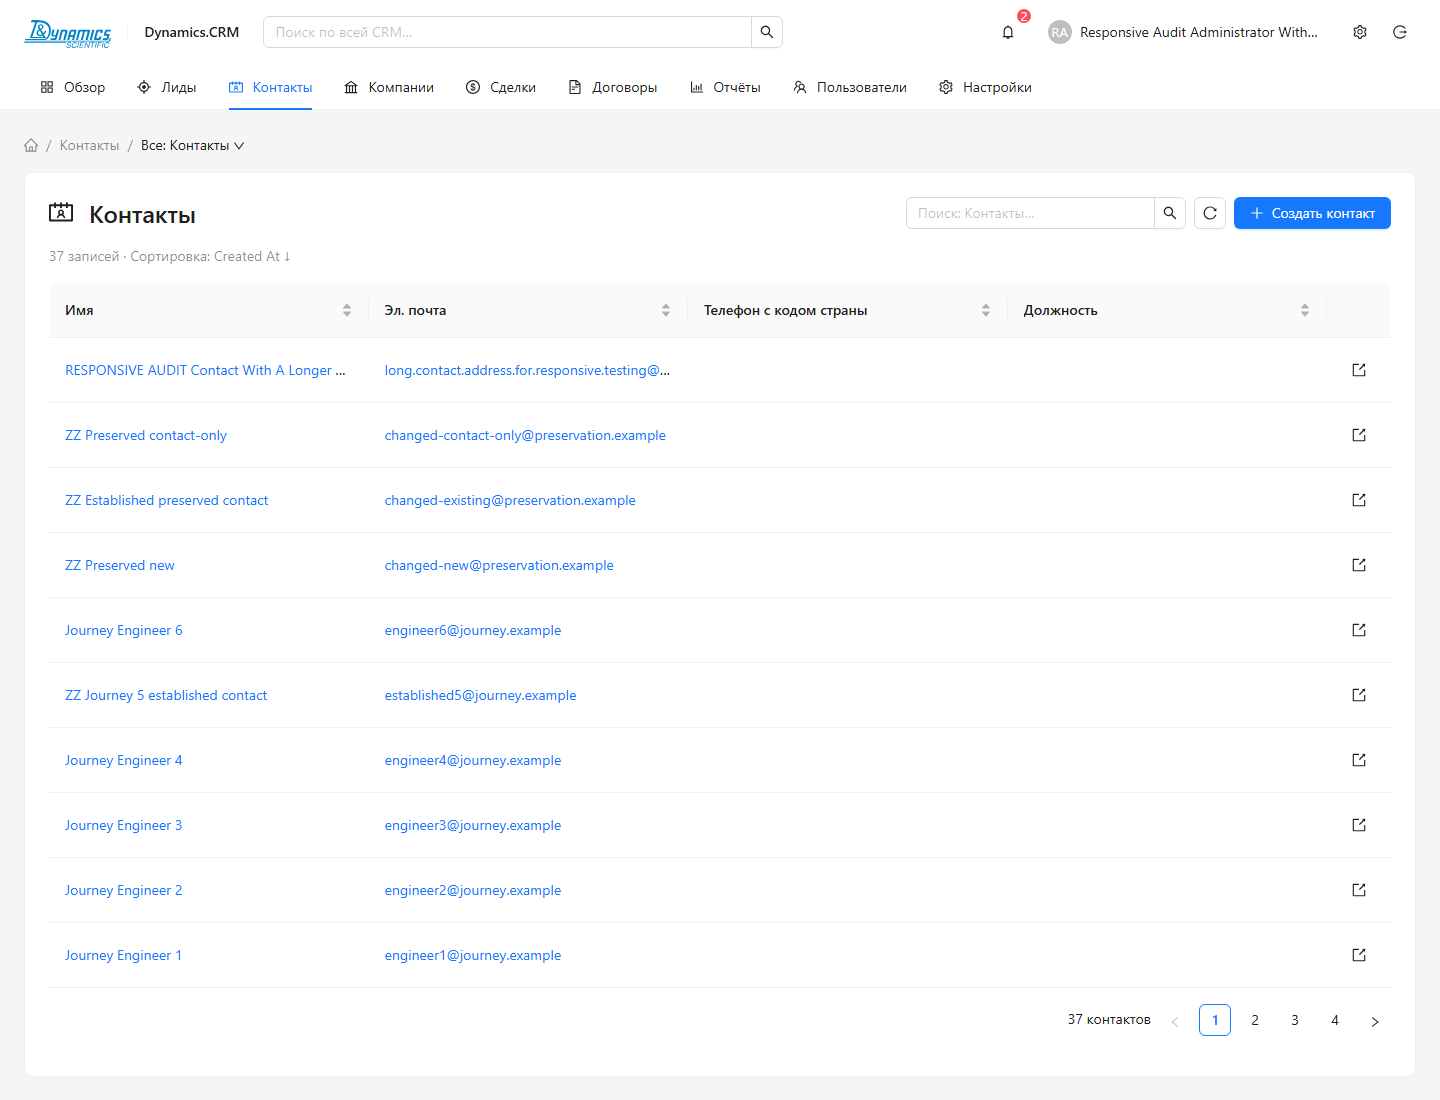 Dynamics
SCIENTIFIC
Dynamics.CRM
Поиск по всей CRM...
2
RA
Responsive Audit Administrator With...
Обзор
Лиды
Контакты
Компании
Сделки
Договоры
Отчёты
Пользователи
Настройки
/ Контакты / Все: Контакты
Контакты
Поиск: Контакты...
Создать контакт
37 записей · Сортировка: Created At ↓
Имя
Эл. почта
Телефон с кодом страны
Должность
RESPONSIVE AUDIT Contact With A Longer ...
long.contact.address.for.responsive.testing@...
ZZ Preserved contact-only
changed-contact-only@preservation.example
ZZ Established preserved contact
changed-existing@preservation.example
ZZ Preserved new
changed-new@preservation.example
Journey Engineer 6
engineer6@journey.example
ZZ Journey 5 established contact
established5@journey.example
Journey Engineer 4
engineer4@journey.example
Journey Engineer 3
engineer3@journey.example
Journey Engineer 2
engineer2@journey.example
Journey Engineer 1
engineer1@journey.example
37 контактов
1
2
3
4